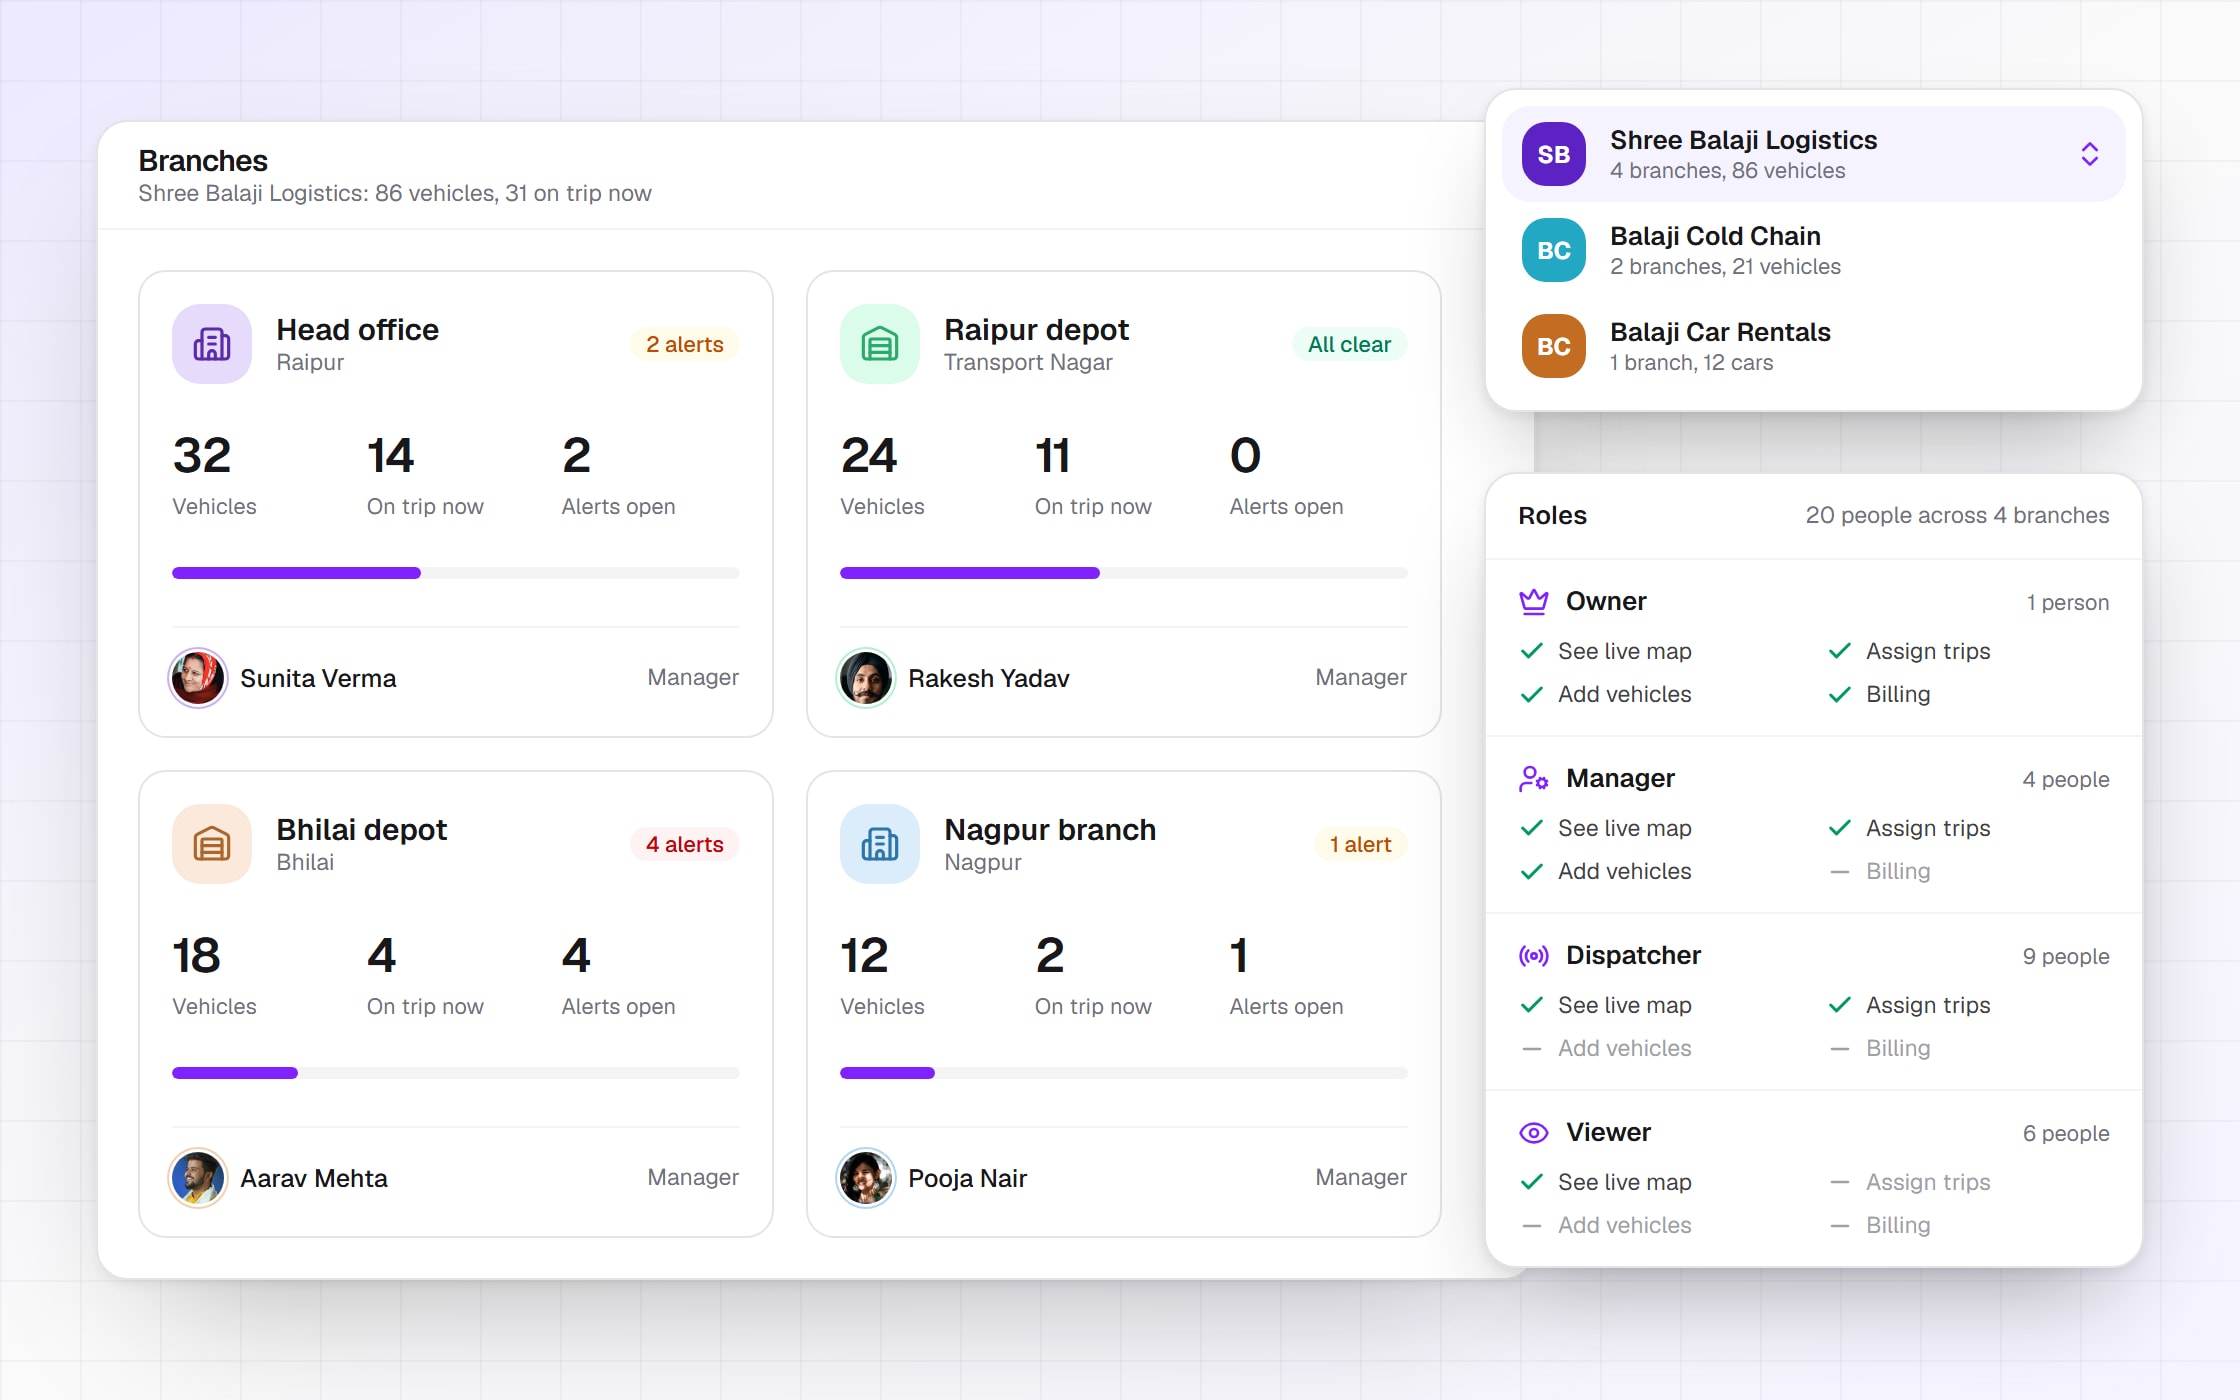 Branches
Shree Balaji Logistics: 86 vehicles, 31 on trip now
Head office
Raipur
2 alerts
32
14
2
Vehicles
On trip now
Alerts open
Sunita Verma
Manager
Raipur depot
Transport Nagar
All clear
24
11
0
Vehicles
On trip now
Alerts open
Rakesh Yadav
Manager
Bhilai depot
Bhilai
4 alerts
18
4
4
Vehicles
On trip now
Alerts open
Aarav Mehta
Manager
Nagpur branch
Nagpur
1 alert
12
2
1
Vehicles
On trip now
Alerts open
Pooja Nair
Manager
SB
Shree Balaji Logistics
4 branches, 86 vehicles
BC
Balaji Cold Chain
2 branches, 21 vehicles
BC
Balaji Car Rentals
1 branch, 12 cars
Roles
20 people across 4 branches
Owner
1 person
See live map
Assign trips
Add vehicles
Billing
Manager
4 people
See live map
Assign trips
Add vehicles
Billing
Dispatcher
9 people
See live map
Assign trips
Add vehicles
Billing
Viewer
6 people
See live map
Assign trips
Add vehicles
Billing